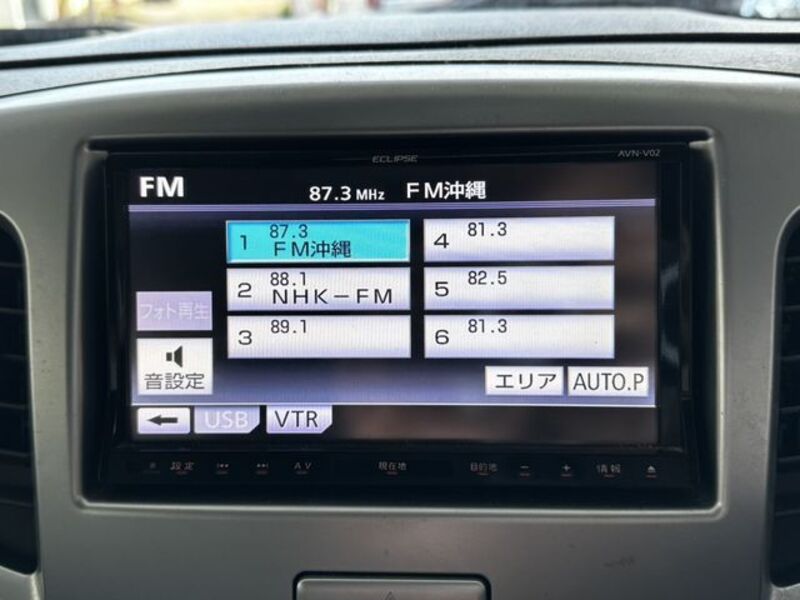 ECLIPSE
AVN-V02
FM
87.3 MHz FM沖縄
1 87.3 FM沖縄
4 81.3
2 88.1 NHK-FM
5 82.5
3 89.1
6 81.3
フォト再生
音設定
エリア
AUTO.P
USB
VTR
設定
AV
現在地
目的地
情報